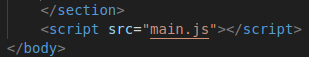 </section>
<script src="main.js"></script>
</body>